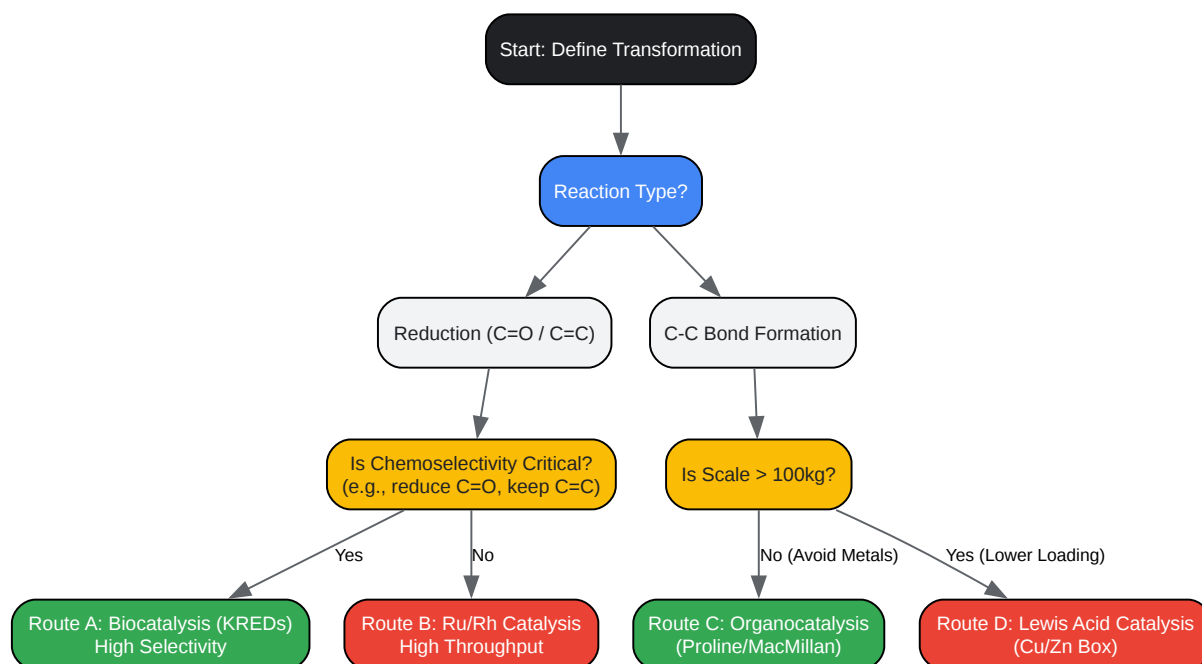 Start: Define Transformation
Reaction Type?
Reduction (C=O / C=C)
C-C Bond Formation
Is Chemoselectivity Critical?
(e.g., reduce C=O, keep C=C)
Is Scale > 100kg?
Yes
No
No (Avoid Metals)
Yes (Lower Loading)
Route A: Biocatalysis (KREDs)
High Selectivity
Route B: Ru/Rh Catalysis
High Throughput
Route C: Organocatalysis
(Proline/MacMillan)
Route D: Lewis Acid Catalysis
(Cu/Zn Box)